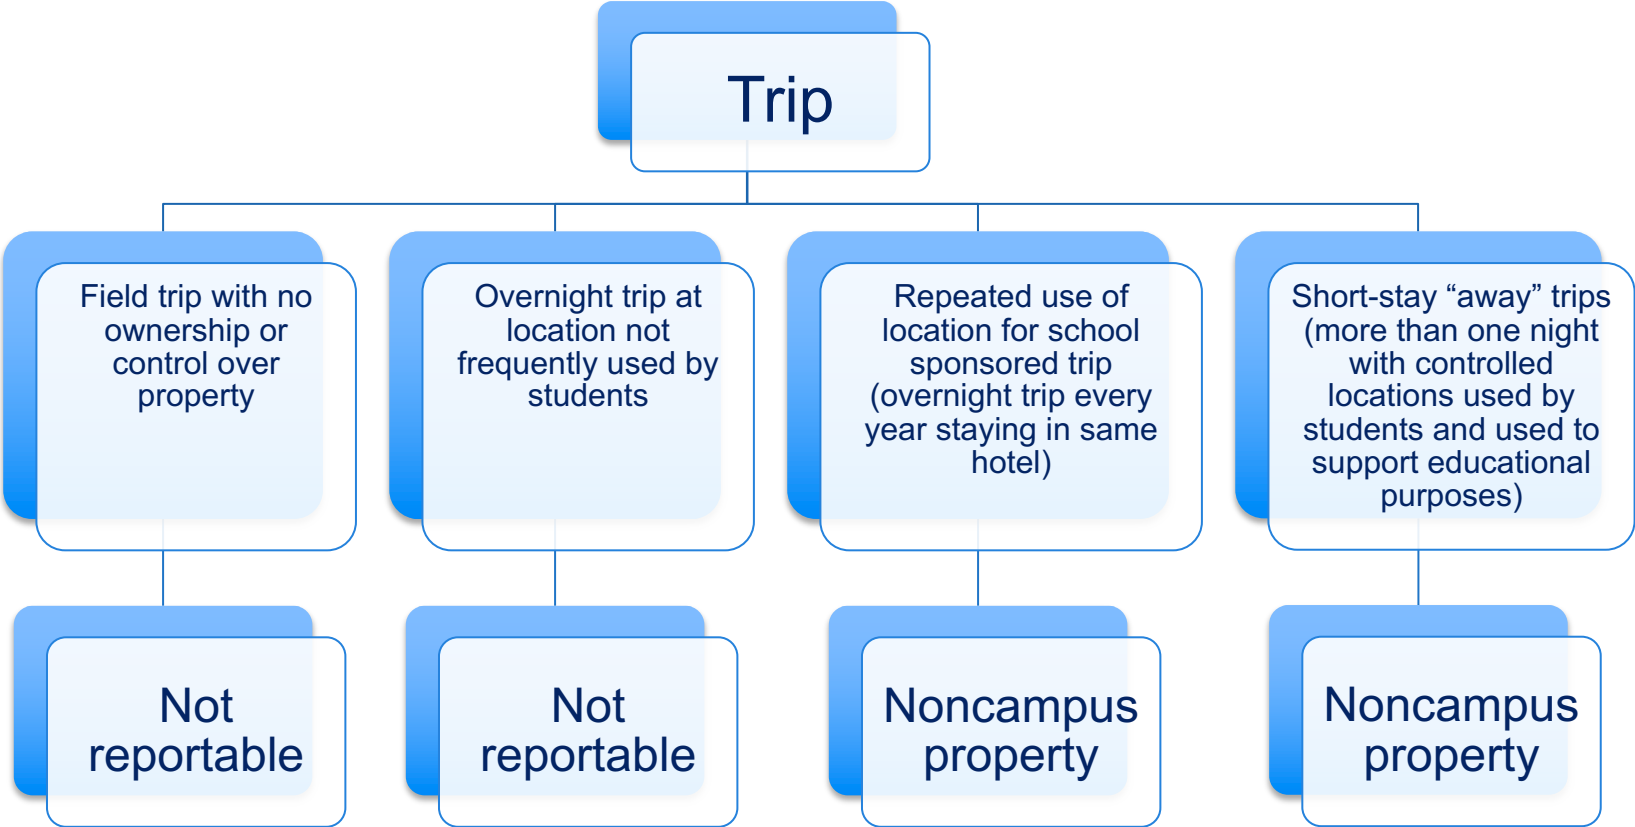 Trip
Field trip with no
ownership or
control over
property
Overnight trip at
location not
frequently used by
students
Repeated use of
location for school
sponsored trip
(overnight trip every
year staying in same
hotel)
Short-stay “away” trips
(more than one night
with controlled
locations used by
students and used to
support educational
purposes)
Not
reportable
Not
reportable
Noncampus
property
Noncampus
property